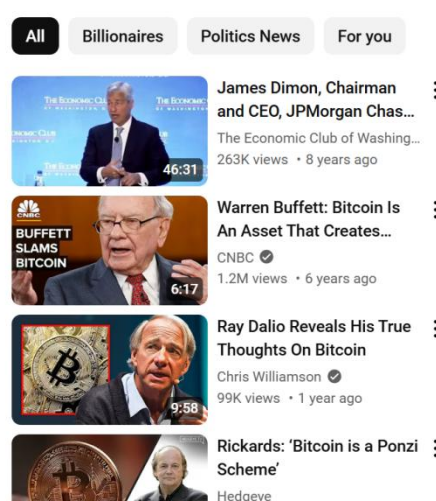 All
Billionaires
Politics News
For you
THE ECONOMIC CLU
THE ECONOMIC
46:31
James Dimon, Chairman
and CEO, JPMorgan Chas...
The Economic Club of Washing...
263K views • 8 years ago
CNBC
BUFFETT
SLAMS
BITCOIN
6:17
Warren Buffett: Bitcoin Is
An Asset That Creates...
CNBC
1.2M views • 6 years ago
9:58
Ray Dalio Reveals His True
Thoughts On Bitcoin
Chris Williamson
99K views • 1 year ago
Rickards: ‘Bitcoin is a Ponzi
Scheme’
Hedgeye